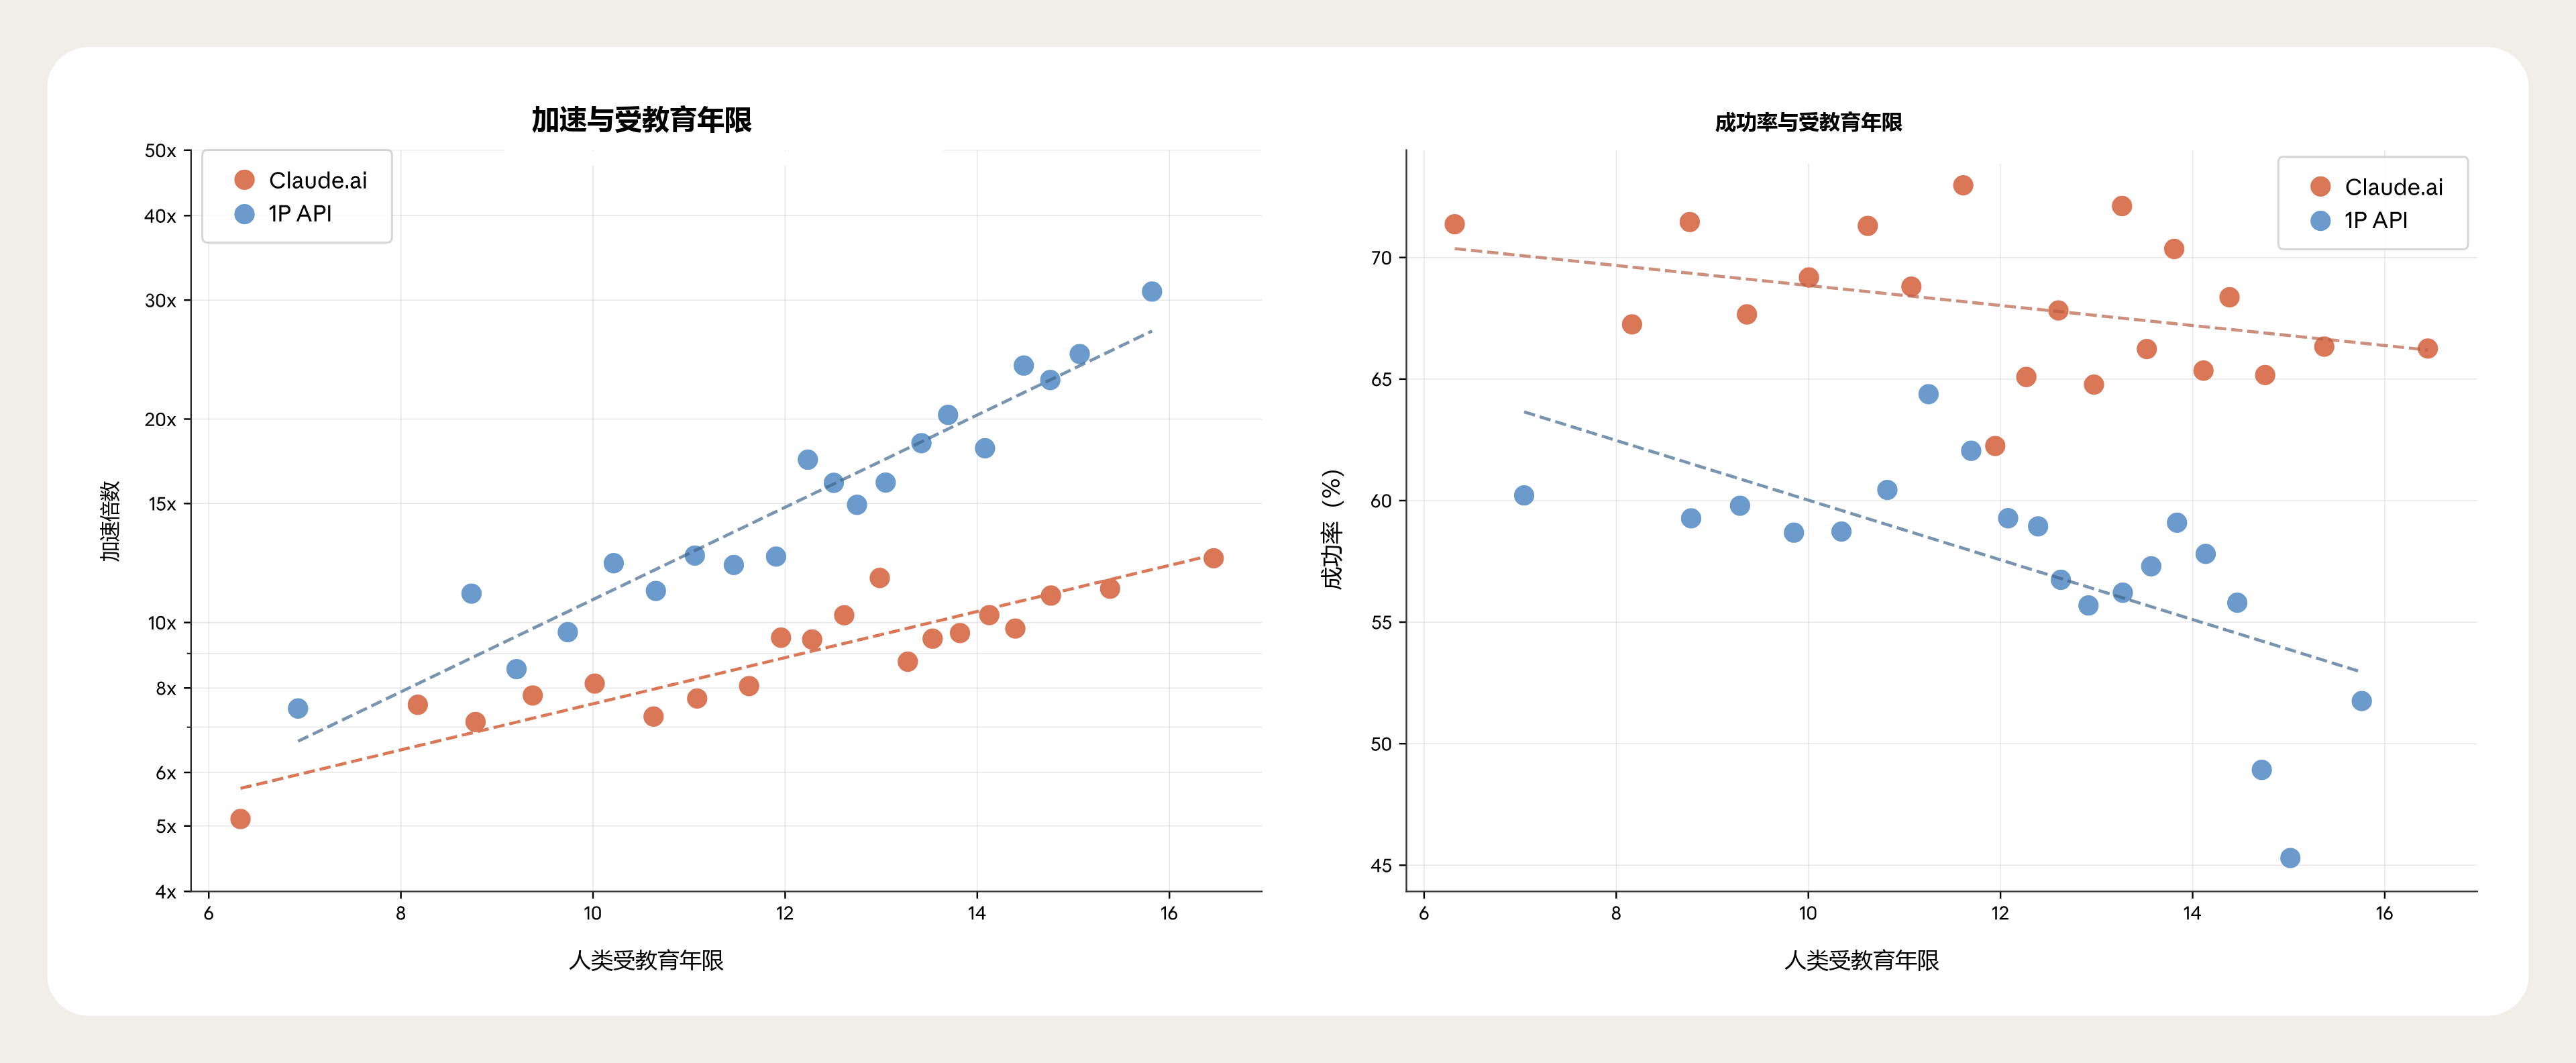 加速与受教育年限
50x
40x
30x
20x
15x
10x
8x
6x
5x
4x
Claude.ai
1P API
加速倍数
6 8 10 12 14 16
人类受教育年限
成功率与受教育年限
70
65
60
55
50
45
Claude.ai
1P API
成功率（%）
6 8 10 12 14 16
人类受教育年限